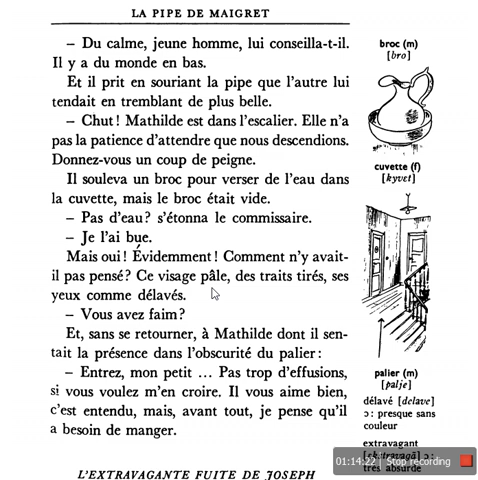 LA PIPE DE MAIGRET
– Du calme, jeune homme, lui conseilla-t-il.
Il y a du monde en bas.
Et il prit en souriant la pipe que l'autre lui
tendait en tremblant de plus belle.
– Chut! Mathilde est dans l'escalier. Elle n'a
pas la patience d'attendre que nous descendions.
Donnez-vous un coup de peigne.
Il souleva un broc pour verser de l'eau dans
la cuvette, mais le broc était vide.
– Pas d'eau? s'étonna le commissaire.
– Je l'ai bue.
Mais oui! Évidemment! Comment n'y avait-
il pas pensé? Ce visage pâle, des traits tirés, ses
yeux comme délavés.
– Vous avez faim?
Et, sans se retourner, à Mathilde dont il sen-
tait la présence dans l'obscurité du palier:
– Entrez, mon petit ... Pas trop d'effusions,
si vous voulez m'en croire. Il vous aime bien,
c'est entendu, mais, avant tout, je pense qu'il
a besoin de manger.
L'EXTRAVAGANTE FUITE DE JOSEPH
broc (m)
[bro]
cuvette (f)
[kyvet]
palier (m)
[palje]
délavé [delave]
ɔ: presque sans
couleur
extravagant
ɔ:
très absurde
01:14:22 | Stop recording